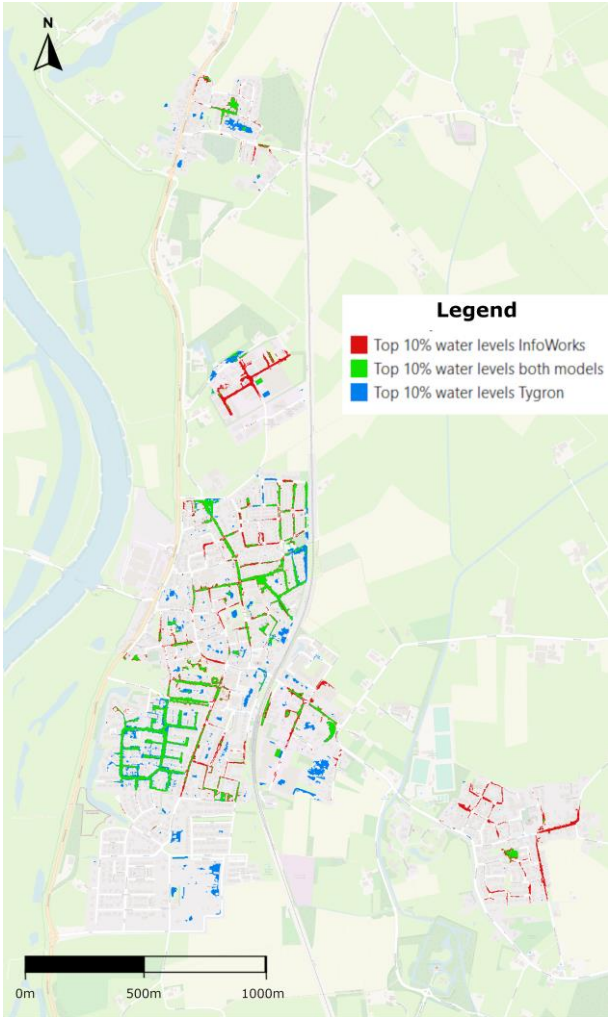 N
Legend
Top 10% water levels InfoWorks
Top 10% water levels both models
Top 10% water levels Tygron
0m 500m 1000m